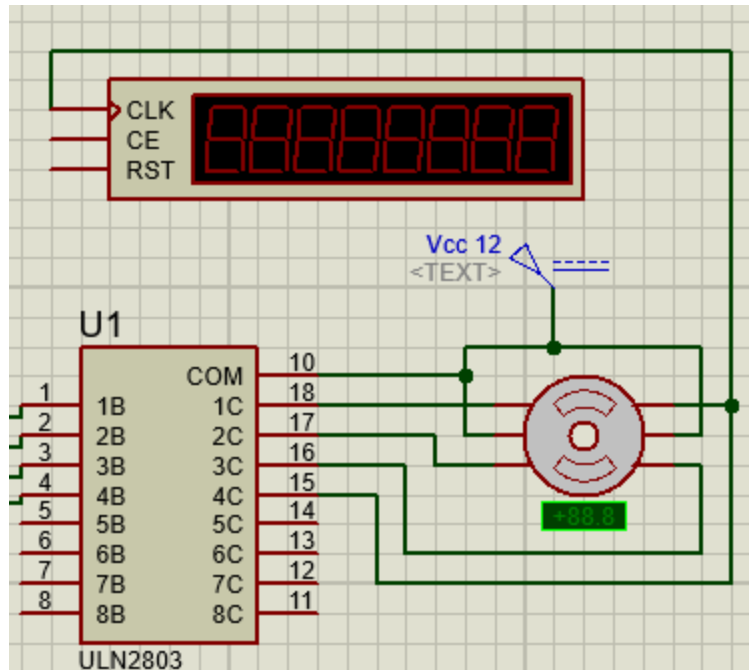 CLK
CE
RST
Vcc 12
<TEXT>
U1
COM 10
1 1B 1C 18
2 2B 2C 17
3 3B 3C 16
4 4B 4C 15
5 5B 5C 14
6 6B 6C 13
7 7B 7C 12
8 8B 8C 11
+88.8
ULN2803